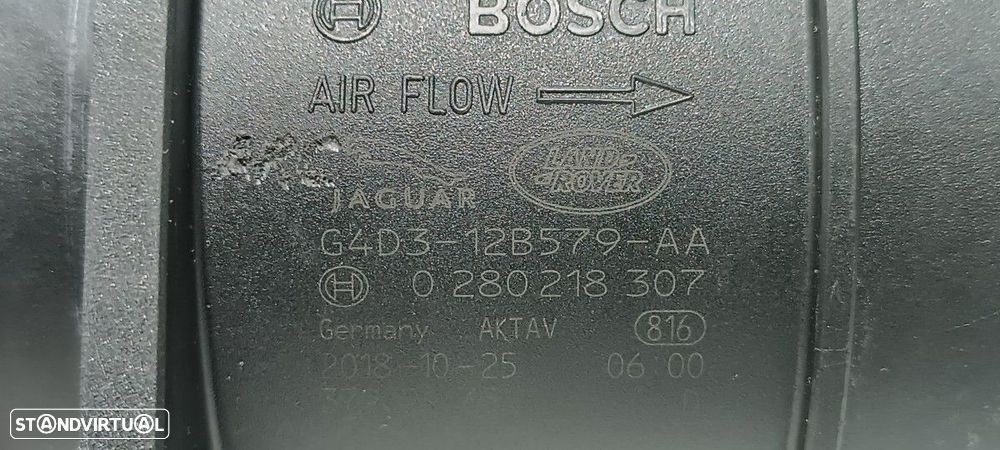 BOSCH
AIR FLOW
JAGUAR
LAND ROVER
G4D3-12B579-AA
0 280 218 307
Germany AKTAV 816
2018-10-25 06 00
STANDVIRTUAL